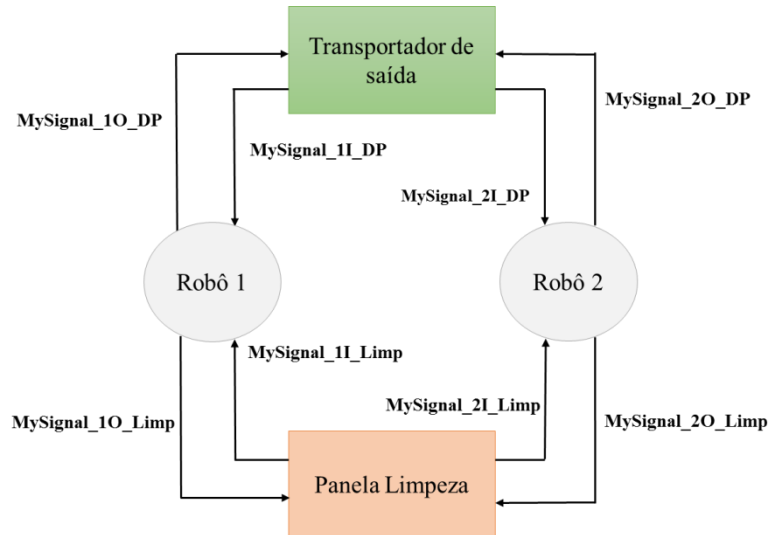 Transportador de
saída
MySignal_1O_DP
MySignal_2O_DP
MySignal_1I_DP
MySignal_2I_DP
Robô 1
Robô 2
MySignal_1I_Limp
MySignal_2I_Limp
MySignal_1O_Limp
MySignal_2O_Limp
Panela Limpeza